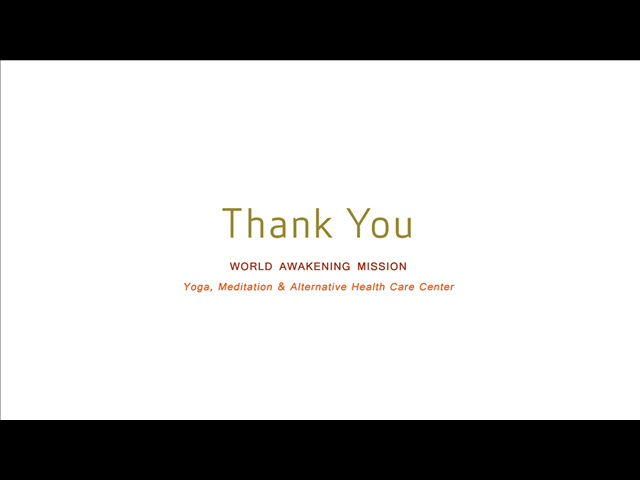 Thank You
WORLD AWAKENING MISSION
Yoga, Meditation & Alternative Health Care Center